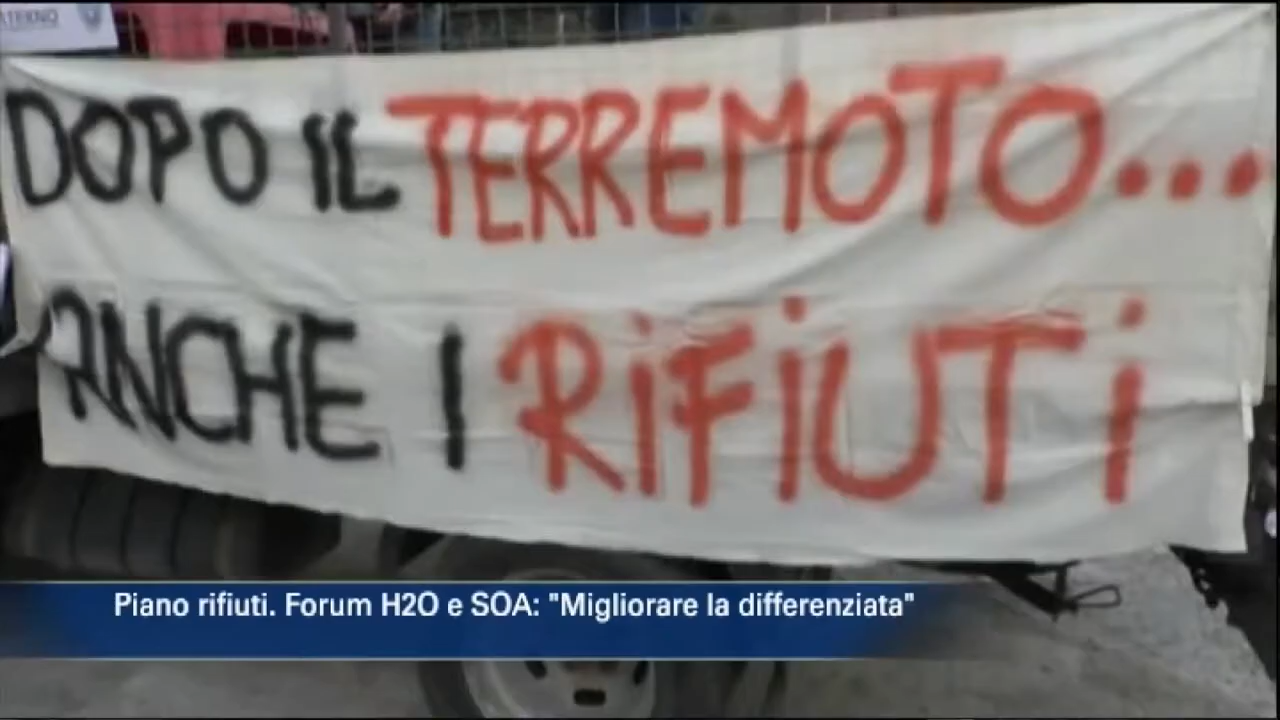 DOPO IL TERREMOTO...
ANCHE I RiFiUTi
Piano rifiuti. Forum H2O e SOA: "Migliorare la differenziata"